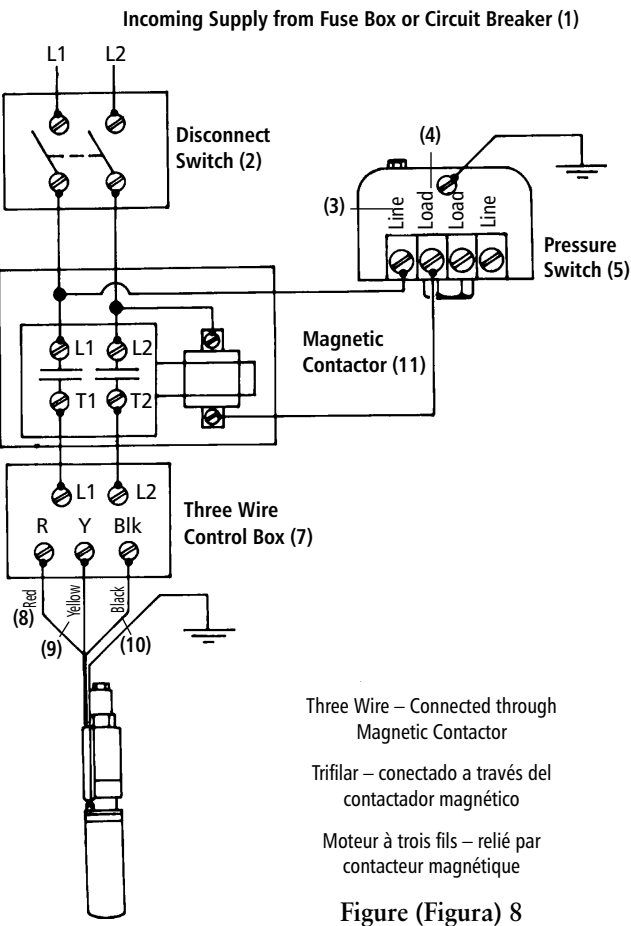 Incoming Supply from Fuse Box or Circuit Breaker (1)
L1 L2
Disconnect
Switch (2)
(4)
(3)
Line Load Load Line
Pressure
Switch (5)
Magnetic
Contactor (11)
L1 L2
T1 T2
L1 L2
Three Wire
Control Box (7)
R Y Blk
(8) Red Yellow Black
(9) (10)
Three Wire – Connected through
Magnetic Contactor
Trifilar – conectado a través del
contactador magnético
Moteur à trois fils – relié par
contacteur magnétique
Figure (Figura) 8